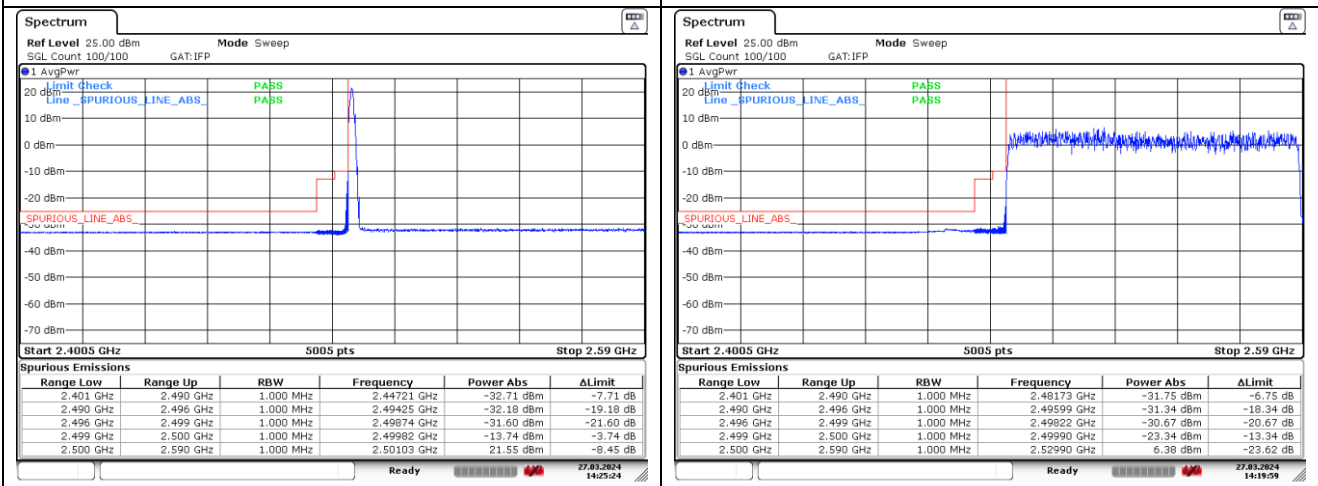 Spectrum
Ref Level 25.00 dBm Mode Sweep
SGL Count 100/100 GAT:IFP
1 AvgPwr
Limit Check PASS
Line _SPURIOUS_LINE_ABS_ PASS
20 dBm
10 dBm
0 dBm
-10 dBm
-20 dBm
_SPURIOUS_LINE_ABS_
-30 dBm
-40 dBm
-50 dBm
-60 dBm
-70 dBm
Start 2.4005 GHz 5005 pts Stop 2.59 GHz
Spurious Emissions
Range Low Range Up RBW Frequency Power Abs ΔLimit
2.401 GHz 2.490 GHz 1.000 MHz 2.44721 GHz -32.71 dBm -7.71 dB
2.490 GHz 2.496 GHz 1.000 MHz 2.49425 GHz -32.18 dBm -19.18 dB
2.496 GHz 2.499 GHz 1.000 MHz 2.49874 GHz -31.60 dBm -21.60 dB
2.499 GHz 2.500 GHz 1.000 MHz 2.49982 GHz -13.74 dBm -3.74 dB
2.500 GHz 2.590 GHz 1.000 MHz 2.50103 GHz 21.55 dBm -8.45 dB
Ready 27.03.2024
14:25:24
Spectrum
Ref Level 25.00 dBm Mode Sweep
SGL Count 100/100 GAT:IFP
1 AvgPwr
Limit Check PASS
Line _SPURIOUS_LINE_ABS_ PASS
20 dBm
10 dBm
0 dBm
-10 dBm
-20 dBm
_SPURIOUS_LINE_ABS_
-30 dBm
-40 dBm
-50 dBm
-60 dBm
-70 dBm
Start 2.4005 GHz 5005 pts Stop 2.59 GHz
Spurious Emissions
Range Low Range Up RBW Frequency Power Abs ΔLimit
2.401 GHz 2.490 GHz 1.000 MHz 2.48173 GHz -31.75 dBm -6.75 dB
2.490 GHz 2.496 GHz 1.000 MHz 2.49599 GHz -31.34 dBm -18.34 dB
2.496 GHz 2.499 GHz 1.000 MHz 2.49822 GHz -30.67 dBm -20.67 dB
2.499 GHz 2.500 GHz 1.000 MHz 2.49990 GHz -23.34 dBm -13.34 dB
2.500 GHz 2.590 GHz 1.000 MHz 2.52990 GHz 6.38 dBm -23.62 dB
Ready 27.03.2024
14:19:59